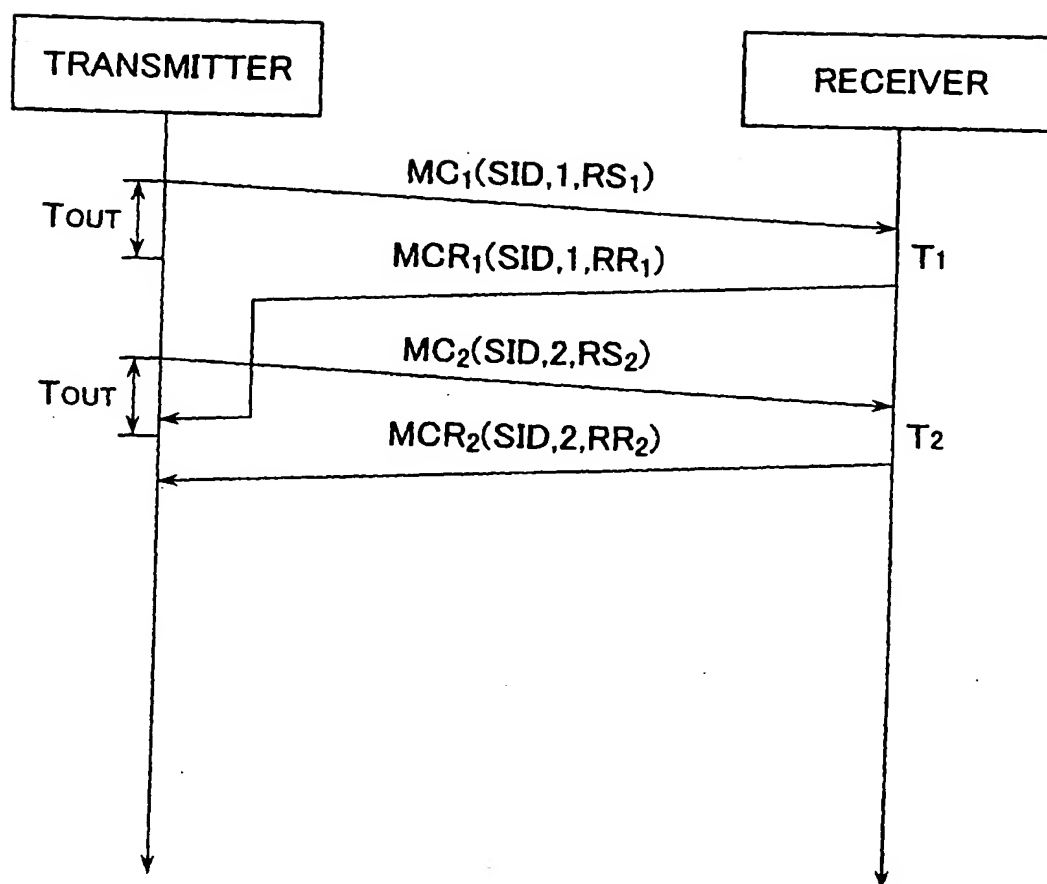 TRANSMITTER
RECEIVER
MC₁(SID,1,RS₁)
TOUT
MCR₁(SID,1,RR₁)
T1
MC₂(SID,2,RS₂)
TOUT
MCR₂(SID,2,RR₂)
T2